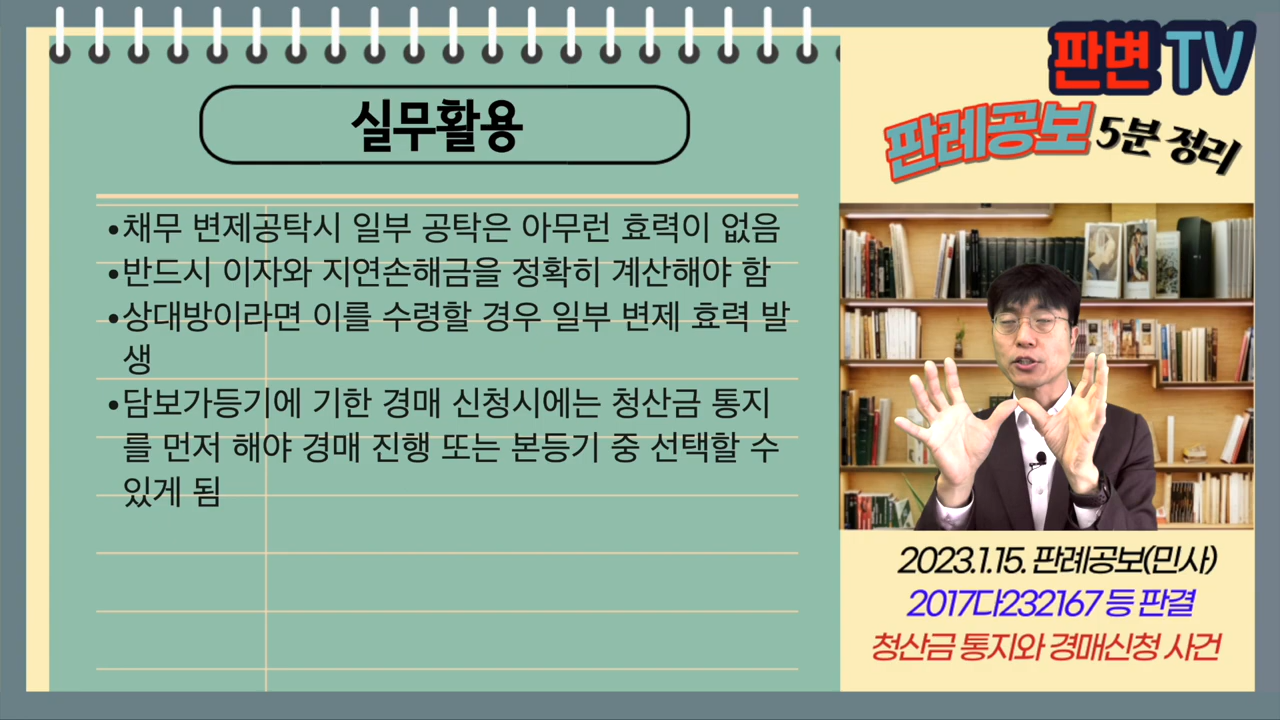 실무활용
•채무 변제공탁시 일부 공탁은 아무런 효력이 없음
•반드시 이자와 지연손해금을 정확히 계산해야 함
•상대방이라면 이를 수령할 경우 일부 변제 효력 발
생
•담보가등기에 기한 경매 신청시에는 청산금 통지
를 먼저 해야 경매 진행 또는 본등기 중 선택할 수
있게 됨
판변 TV
판례공보 5분 정리
2023.1.15. 판례공보(민사)
2017다232167 등 판결
청산금 통지와 경매신청 사건